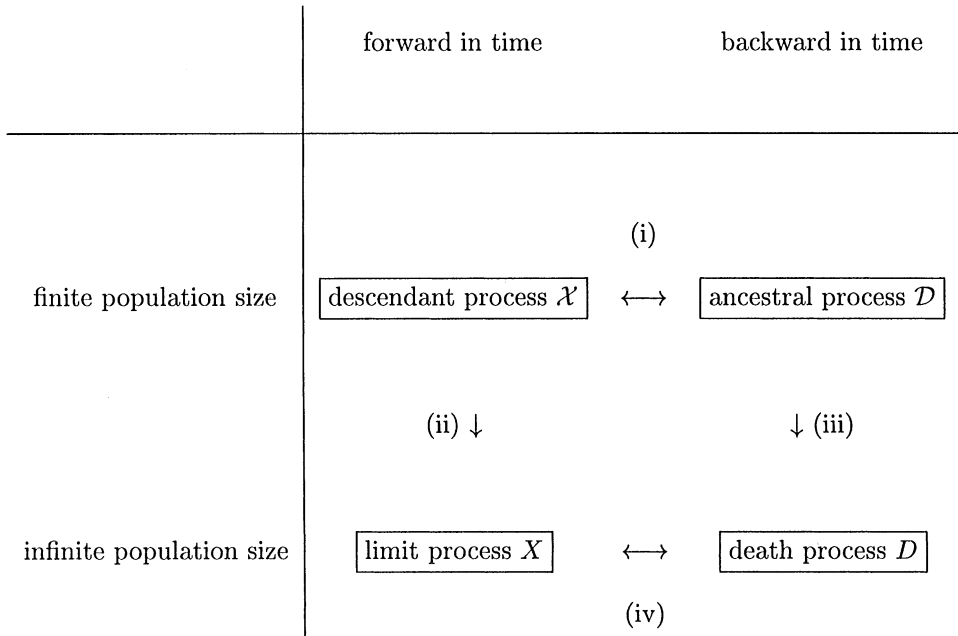 forward in time backward in time
(i)
finite population size descendant process 𝒳 ⟷ ancestral process 𝒟
(ii) ↓ ↓ (iii)
infinite population size limit process X ⟷ death process D
(iv)